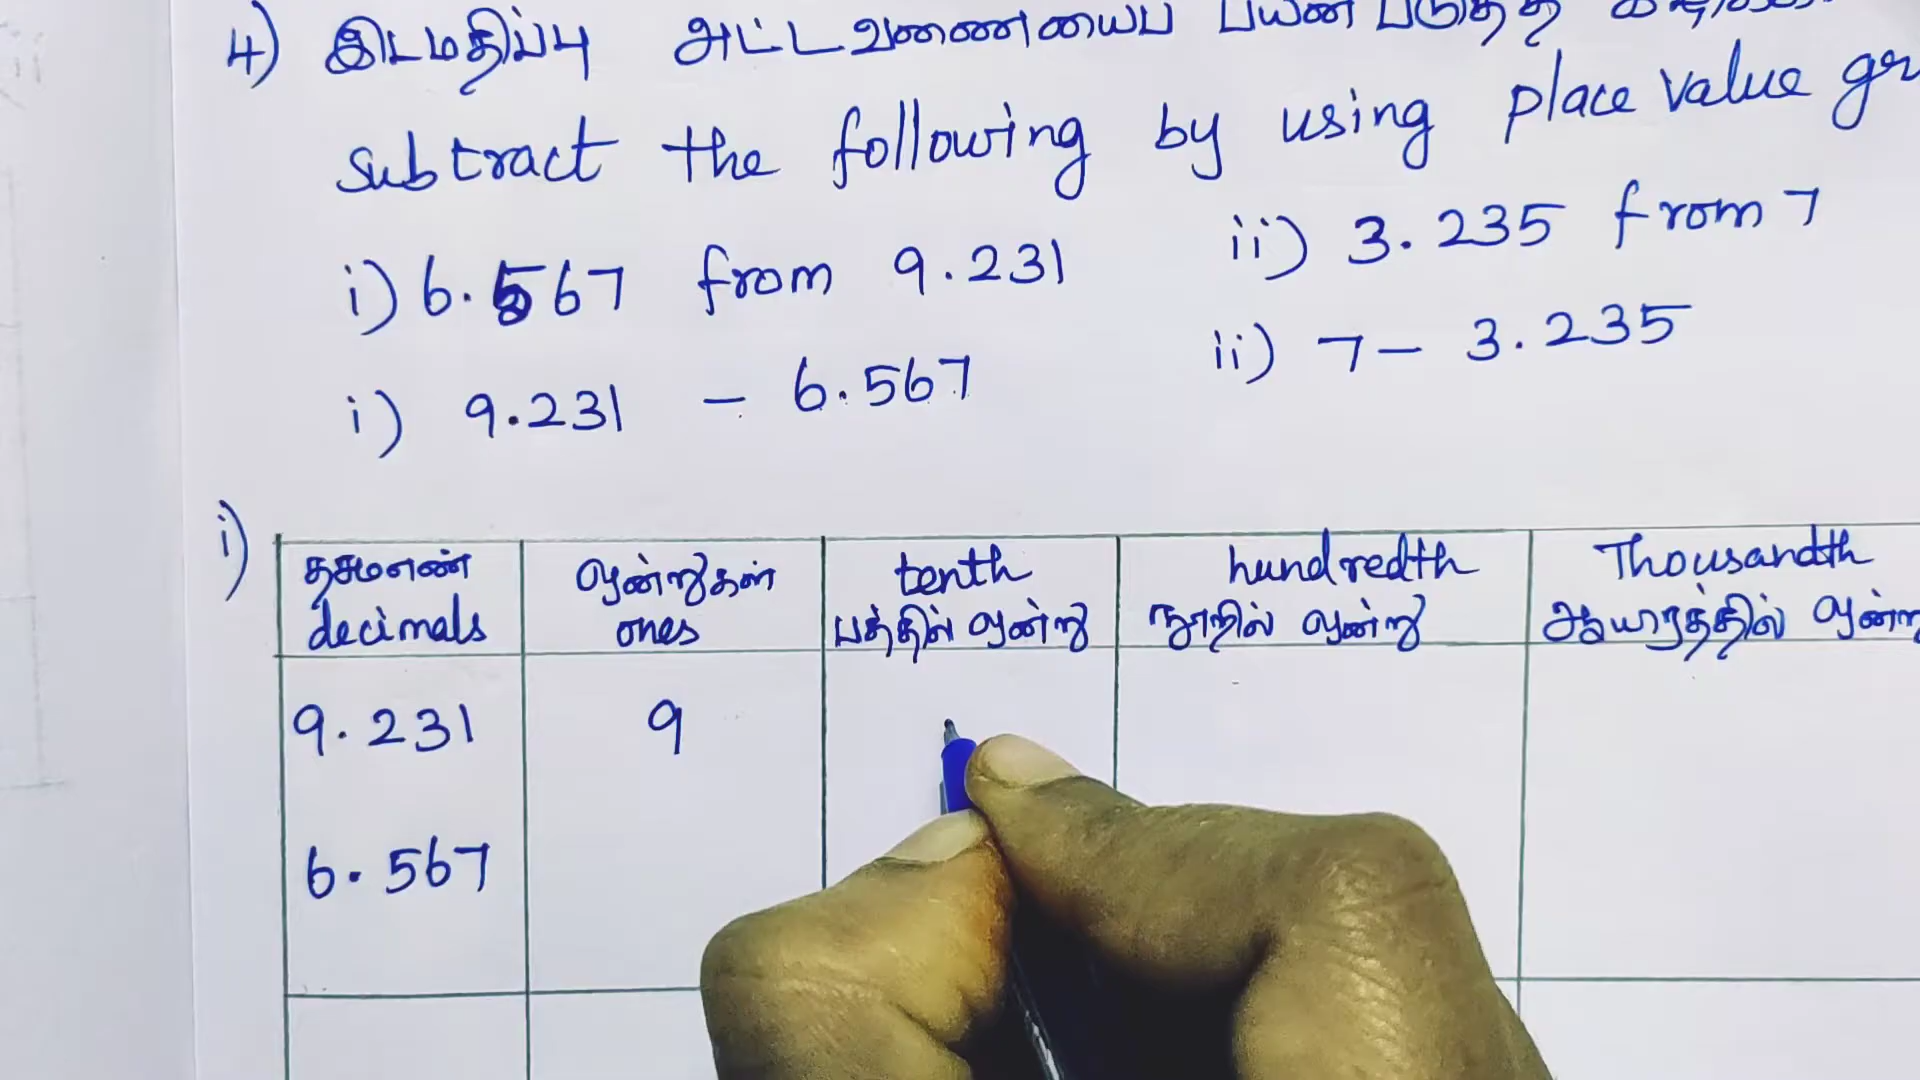 4) இடமதிப்பு அட்டவணையைப் பயன்படுத்தி
subtract the following by using place value gr
i) 6.567 from 9.231 ii) 3.235 from 7
i) 9.231 – 6.567 ii) 7 – 3.235
i)
தசமஎண் ஒன்றுகள் tenth hundredth Thousandth
decimals ones பத்தில் ஒன்று நூறில் ஒன்று ஆயிரத்தில் ஒன்று
9.231 9
6.567